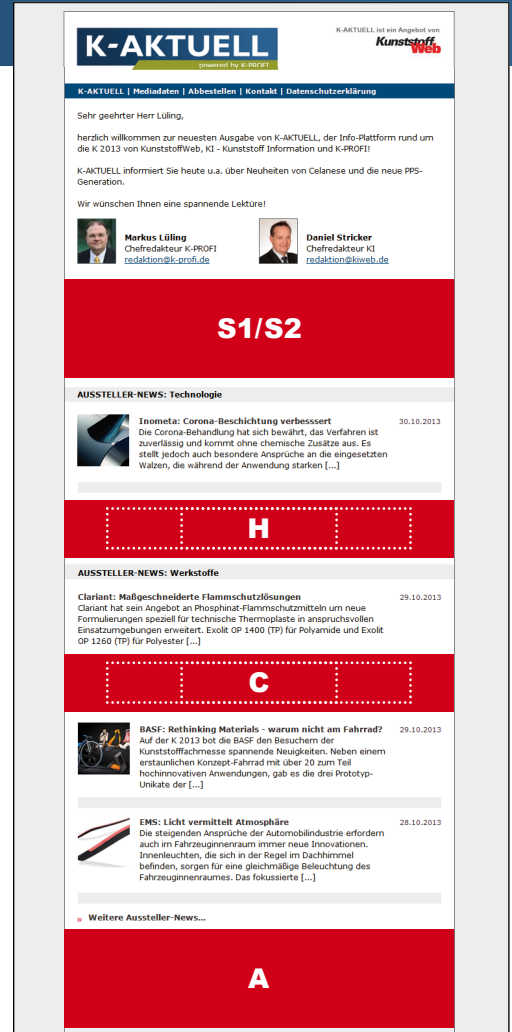 K-AKTUELL ist ein Angebot von
K-AKTUELL
Kunststoff
Web
powered by K-PROFI
K-AKTUELL | Mediadaten | Abbestellen | Kontakt | Datenschutzerklärung
Sehr geehrter Herr Lüling,
herzlich willkommen zur neuesten Ausgabe von K-AKTUELL, der Info-Plattform rund um
die K 2013 von KunststoffWeb, KI - Kunststoff Information und K-PROFI!
K-AKTUELL informiert Sie heute u.a. über Neuheiten von Celanese und die neue PPS-
Generation.
Wir wünschen Ihnen eine spannende Lektüre!
Markus Lüling
Chefredakteur K-PROFI
redaktion@k-profi.de
Daniel Stricker
Chefredakteur KI
redaktion@kiweb.de
S1/S2
AUSSTELLER-NEWS: Technologie
Inometa: Corona-Beschichtung verbesssert 30.10.2013
Die Corona-Behandlung hat sich bewährt, das Verfahren ist
zuverlässig und kommt ohne chemische Zusätze aus. Es
stellt jedoch auch besondere Ansprüche an die eingesetzten
Walzen, die während der Anwendung starken [...]
H
AUSSTELLER-NEWS: Werkstoffe
Clariant: Maßgeschneiderte Flammschutzlösungen 29.10.2013
Clariant hat sein Angebot an Phosphinat-Flammschutzmitteln um neue
Formulierungen speziell für technische Thermoplaste in anspruchsvollen
Einsatzumgebungen erweitert. Exolit OP 1400 (TP) für Polyamide und Exolit
OP 1260 (TP) für Polyester [...]
C
BASF: Rethinking Materials - warum nicht am Fahrrad? 29.10.2013
Auf der K 2013 bot die BASF den Besuchern der
Kunststofffachmesse spannende Neuigkeiten. Neben einem
erstaunlichen Konzept-Fahrrad mit über 20 zum Teil
hochinnovativen Anwendungen, gab es die drei Prototyp-
Unikate der [...]
EMS: Licht vermittelt Atmosphäre 28.10.2013
Die steigenden Ansprüche der Automobilindustrie erfordern
auch im Fahrzeuginnenraum immer neue Innovationen.
Innenleuchten, die sich in der Regel im Dachhimmel
befinden, sorgen für eine gleichmäßige Beleuchtung des
Fahrzeuginnenraumes. Das fokussierte [...]
» Weitere Aussteller-News...
A